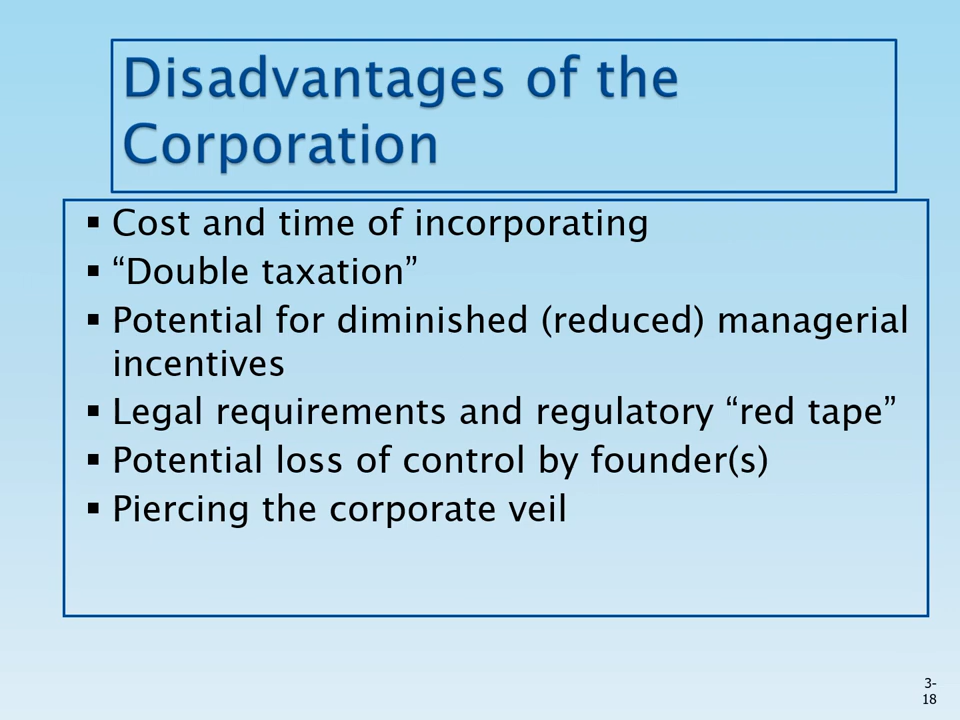 Disadvantages of the
Corporation
▪ Cost and time of incorporating
▪ “Double taxation”
▪ Potential for diminished (reduced) managerial
incentives
▪ Legal requirements and regulatory “red tape”
▪ Potential loss of control by founder(s)
▪ Piercing the corporate veil
3-
18